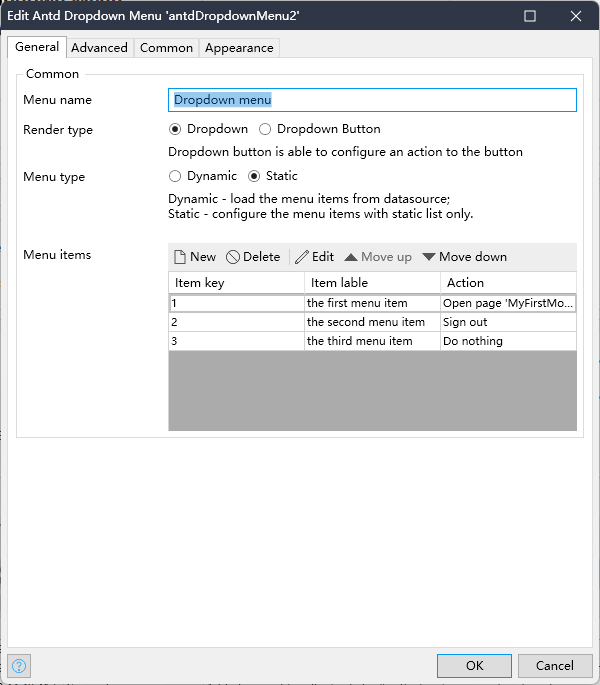 Edit Antd Dropdown Menu 'antdDropdownMenu2'
General Advanced Common Appearance
Common
Menu name Dropdown menu
Render type Dropdown Dropdown Button
Dropdown button is able to configure an action to the button
Menu type Dynamic Static
Dynamic - load the menu items from datasource;
Static - configure the menu items with static list only.
Menu items New Delete Edit Move up Move down
Item key Item lable Action
1 the first menu item Open page 'MyFirstMo...
2 the second menu item Sign out
3 the third menu item Do nothing
? OK Cancel